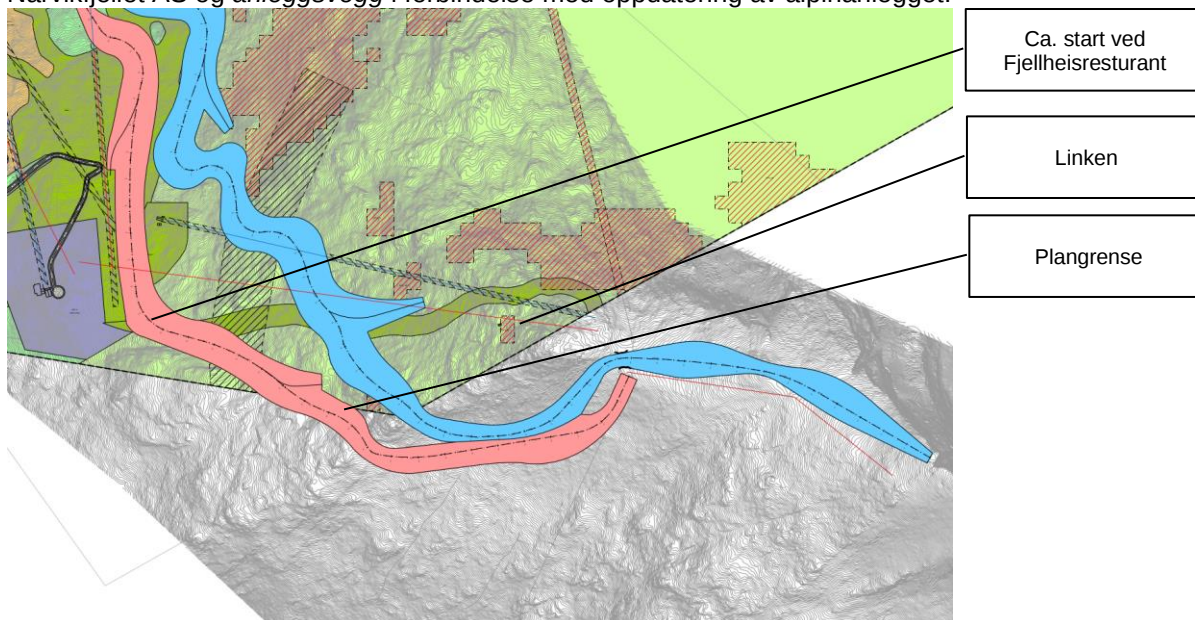 Narvikfjellet AS og anleggsvegg i forbindelse med oppdatering av alpinanlegget.
Ca. start ved
Fjellheisresturant
Linken
Plangrense